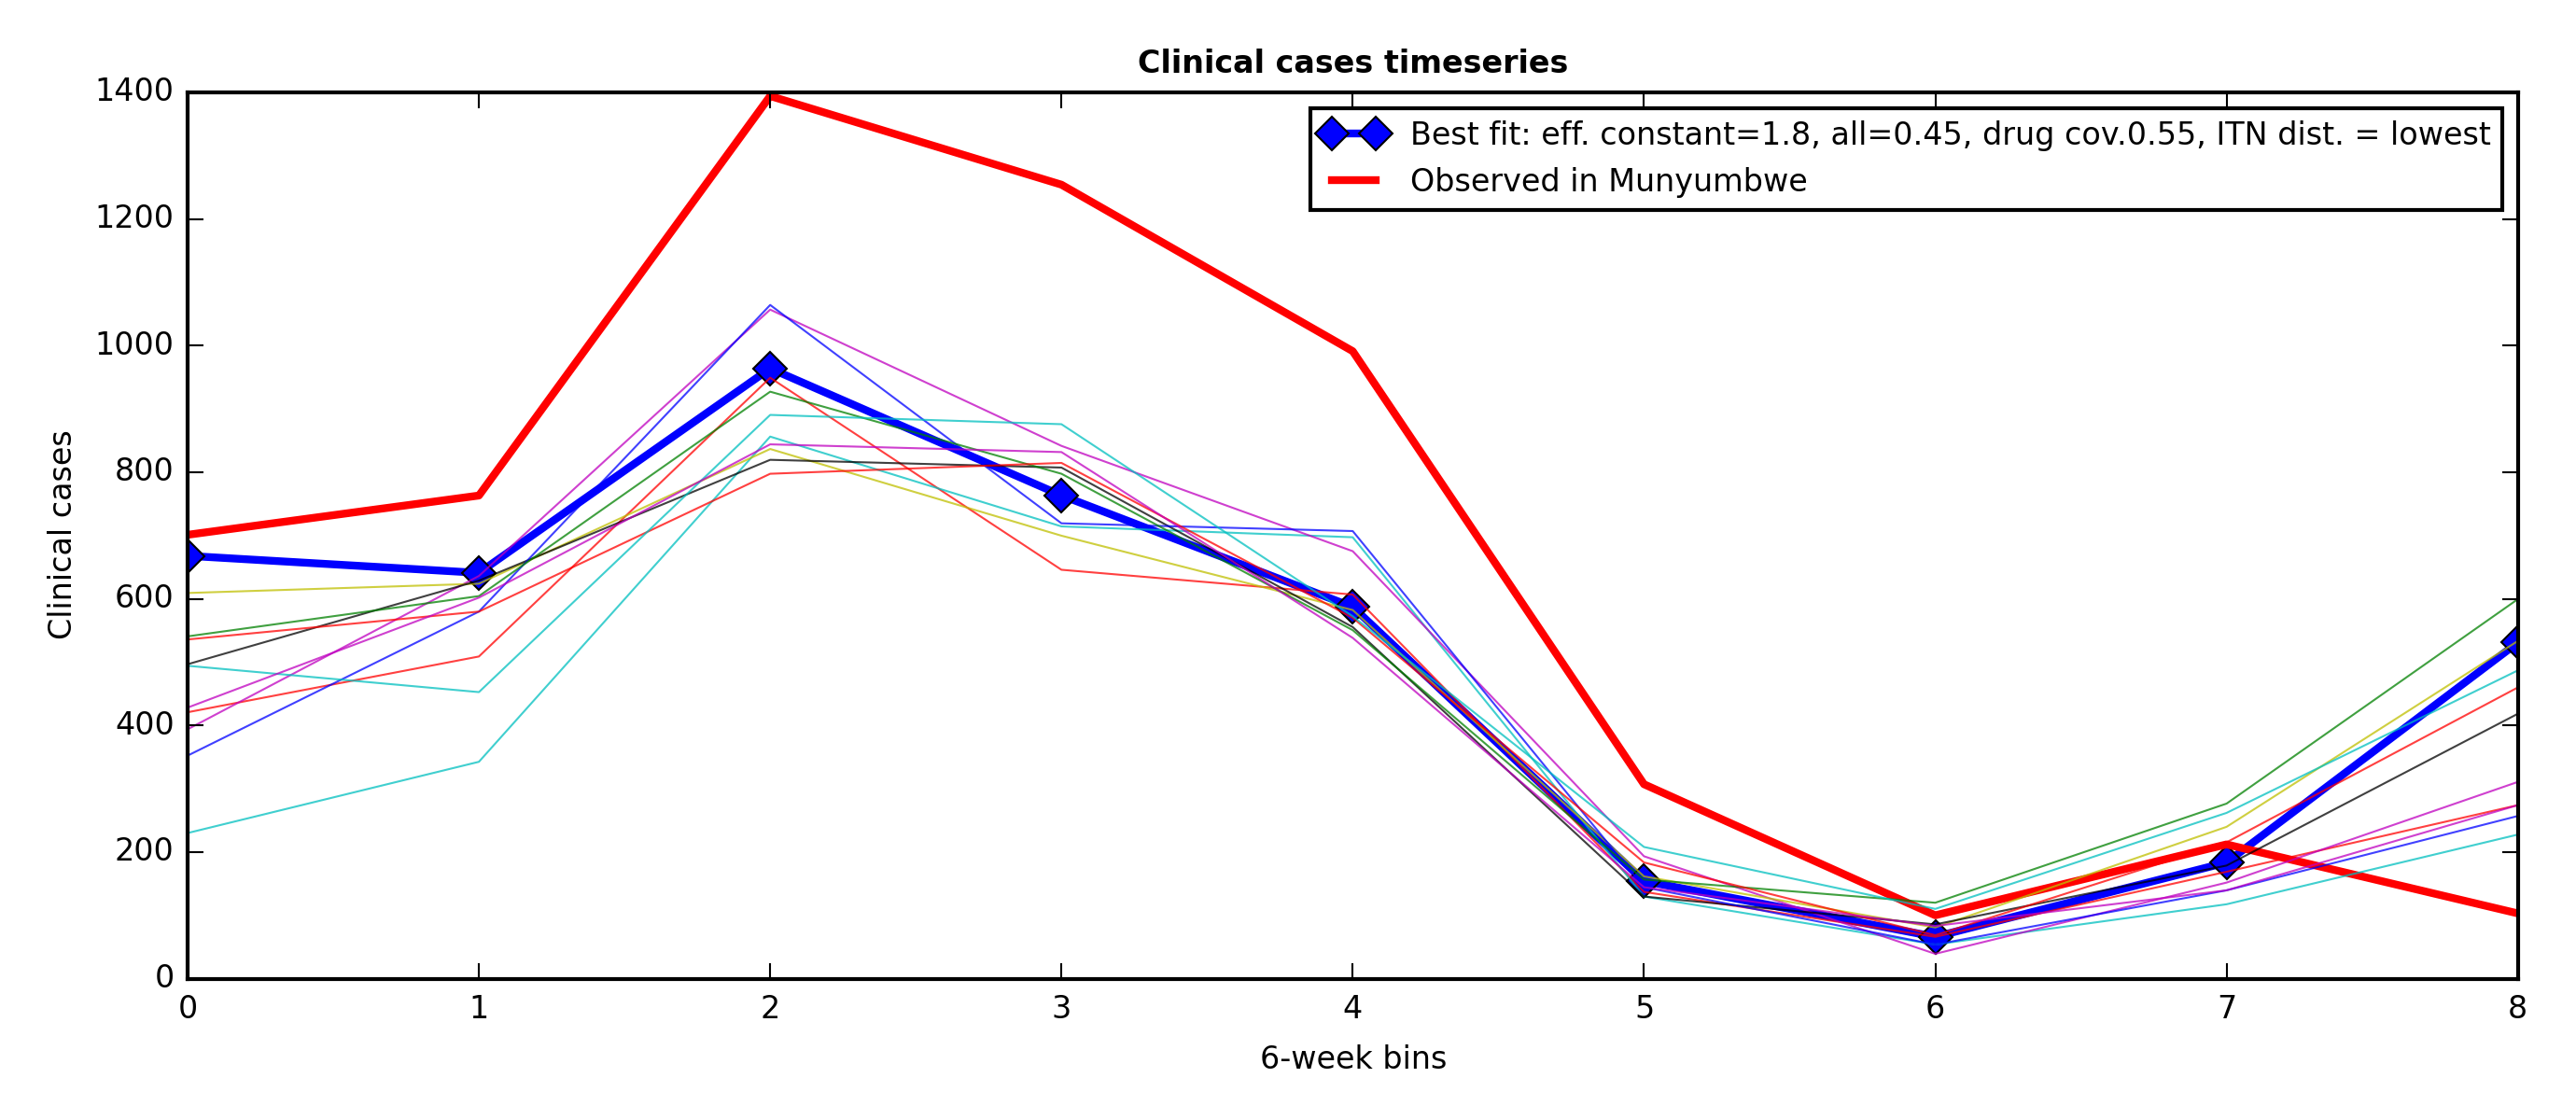 Clinical cases timeseries
1400
1200
1000
800
600
400
200
0
Clinical cases
Best fit: eff. constant=1.8, all=0.45, drug cov.0.55, ITN dist. = lowest
Observed in Munyumbwe
0 1 2 3 4 5 6 7 8
6-week bins